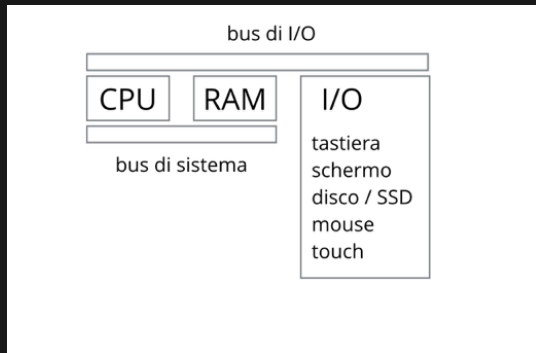 bus di I/O
CPU RAM I/O
tastiera
schermo
disco / SSD
mouse
touch
bus di sistema